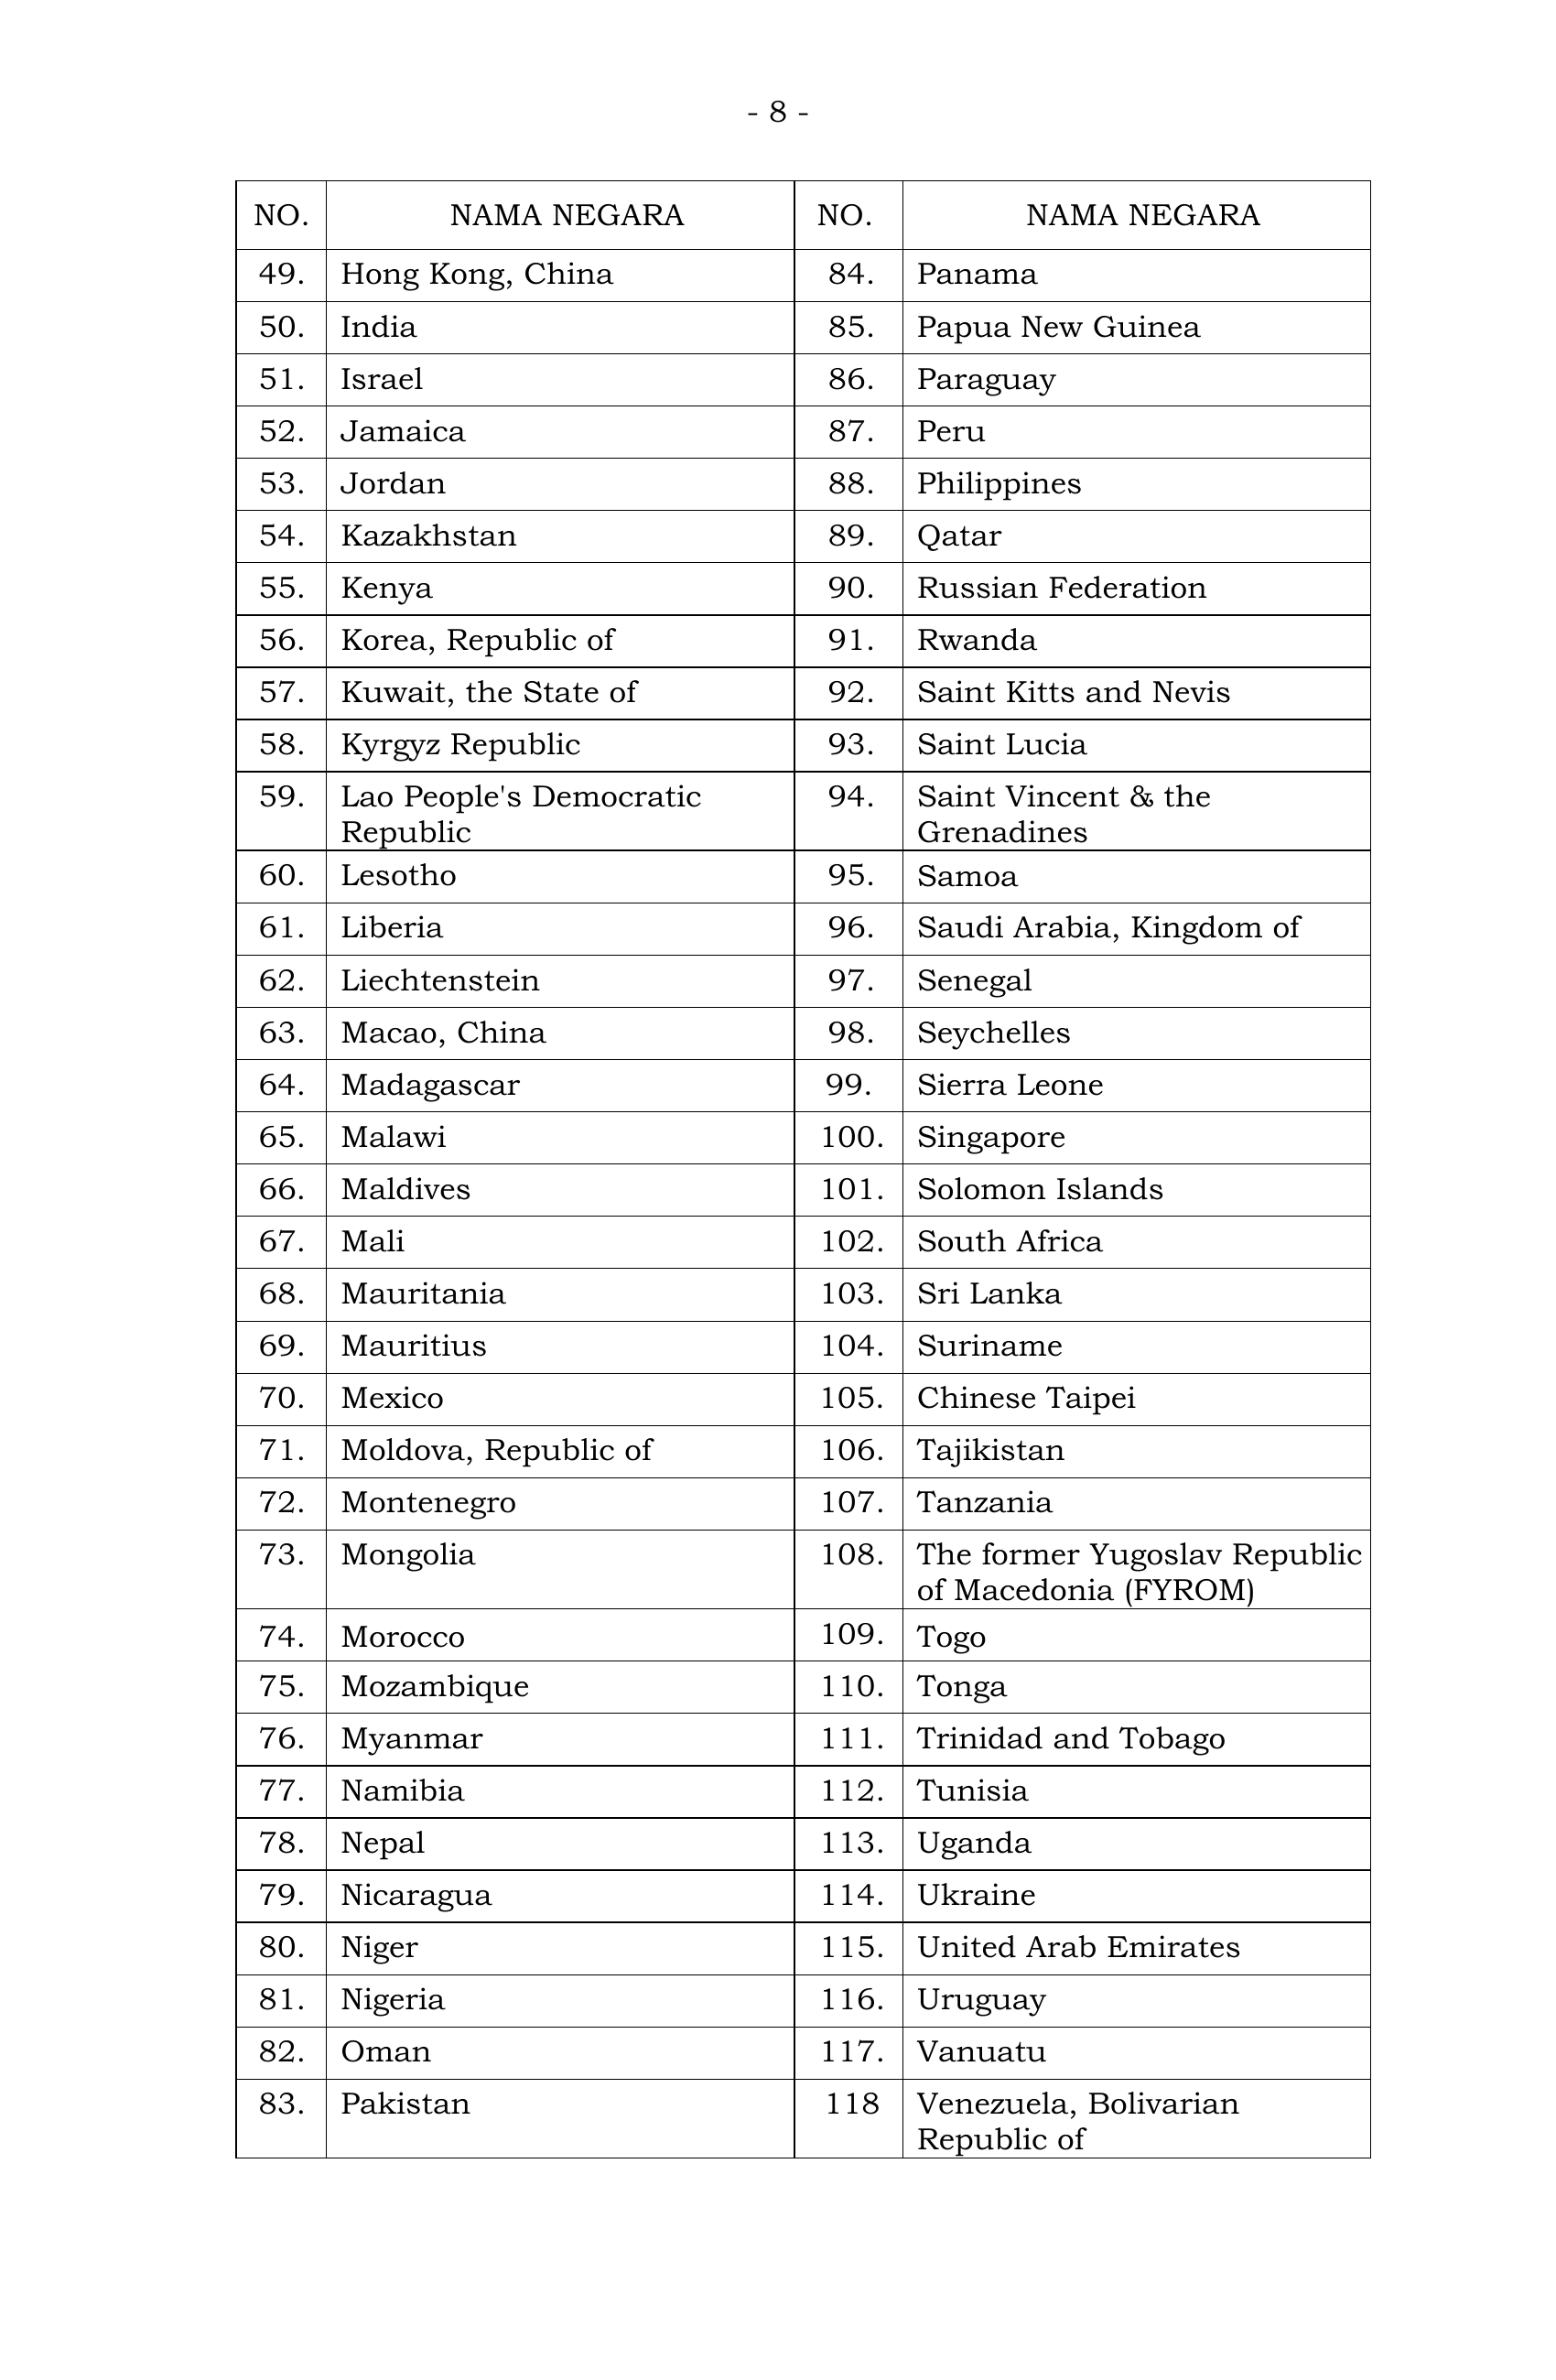 - 8 -
NO. NAMA NEGARA NO. NAMA NEGARA
49. Hong Kong, China 84. Panama
50. India 85. Papua New Guinea
51. Israel 86. Paraguay
52. Jamaica 87. Peru
53. Jordan 88. Philippines
54. Kazakhstan 89. Qatar
55. Kenya 90. Russian Federation
56. Korea, Republic of 91. Rwanda
57. Kuwait, the State of 92. Saint Kitts and Nevis
58. Kyrgyz Republic 93. Saint Lucia
59. Lao People's Democratic 94. Saint Vincent & the
Republic Grenadines
60. Lesotho 95. Samoa
61. Liberia 96. Saudi Arabia, Kingdom of
62. Liechtenstein 97. Senegal
63. Macao, China 98. Seychelles
64. Madagascar 99. Sierra Leone
65. Malawi 100. Singapore
66. Maldives 101. Solomon Islands
67. Mali 102. South Africa
68. Mauritania 103. Sri Lanka
69. Mauritius 104. Suriname
70. Mexico 105. Chinese Taipei
71. Moldova, Republic of 106. Tajikistan
72. Montenegro 107. Tanzania
73. Mongolia 108. The former Yugoslav Republic
of Macedonia (FYROM)
74. Morocco 109. Togo
75. Mozambique 110. Tonga
76. Myanmar 111. Trinidad and Tobago
77. Namibia 112. Tunisia
78. Nepal 113. Uganda
79. Nicaragua 114. Ukraine
80. Niger 115. United Arab Emirates
81. Nigeria 116. Uruguay
82. Oman 117. Vanuatu
83. Pakistan 118 Venezuela, Bolivarian
Republic of